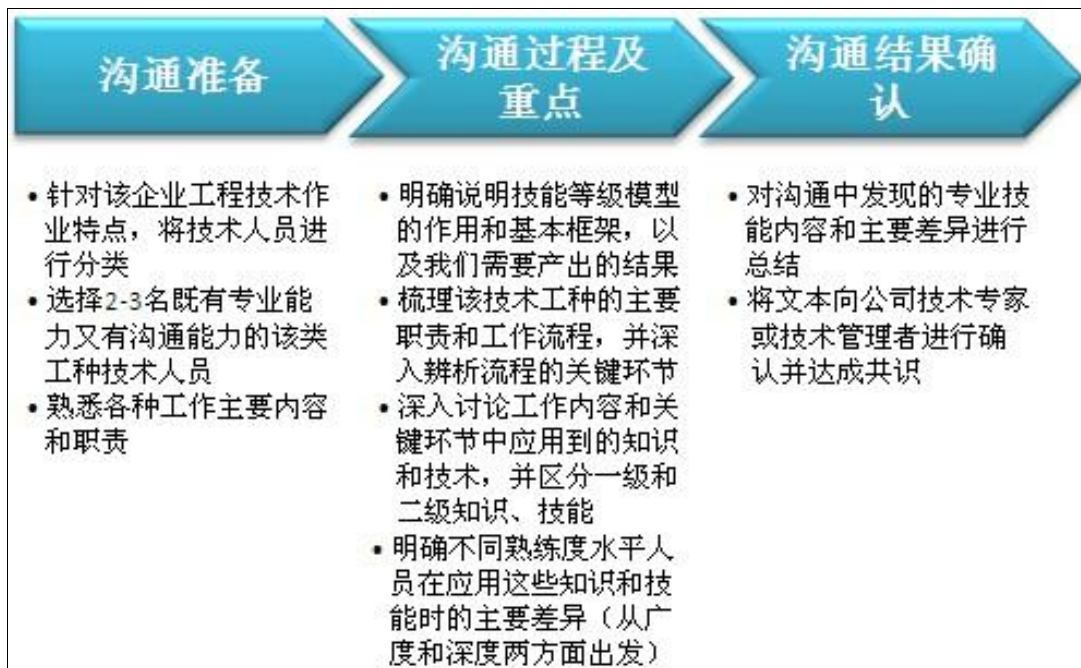 沟通准备
沟通过程及
重点
沟通结果确
认
• 针对该企业工程技术作
业特点，将技术人员进
行分类
• 选择2-3名既有专业能
力又有沟通能力的该类
工种技术人员
• 熟悉各种工作主要内容
和职责
• 明确说明技能等级模型
的作用和基本框架，以
及我们需要产出的结果
• 梳理该技术工种的主要
职责和工作流程，并深
入辨析流程的关键环节
• 深入讨论工作内容和关
键环节中应用到的知识
和技术，并区分一级和
二级知识、技能
• 明确不同熟练度水平人
员在应用这些知识和技
能时的主要差异（从广
度和深度两方面出发）
• 对沟通中发现的专业技
能内容和主要差异进行
总结
• 将文本向公司技术专家
或技术管理者进行确
认并达成共识